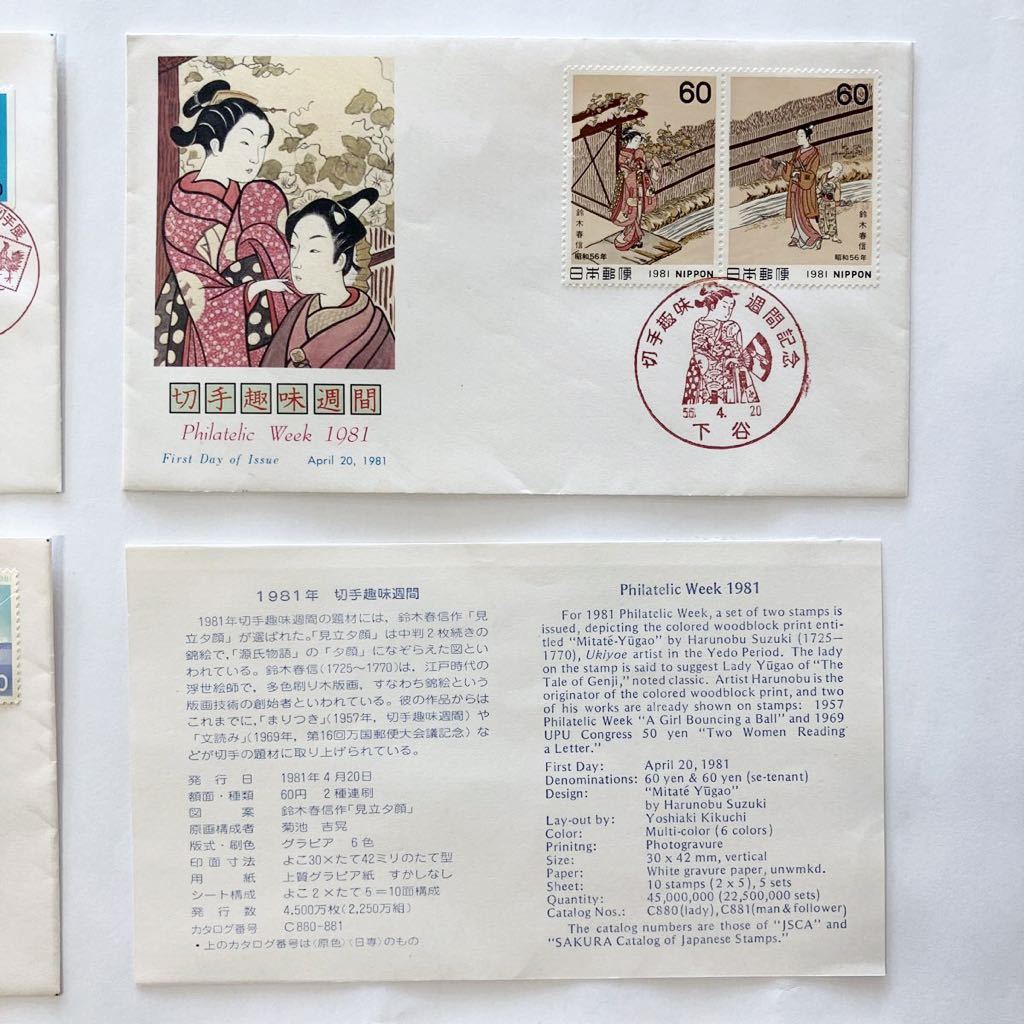 60
鈴木春信
昭和56年
日本郵便 1981 NIPPON
60
鈴木春信
昭和56年
日本郵便 1981 NIPPON
切手趣味週間記念
56. 4. 20
下谷
切手趣味週間
Philatelic Week 1981
First Day of Issue April 20, 1981
1981年 切手趣味週間
1981年切手趣味週間の題材には，鈴木春信作「見
立夕顔」が選ばれた。「見立夕顔」は中判2枚続きの
錦絵で，「源氏物語」の「夕顔」になぞらえた図とい
われている。鈴木春信(1725〜1770)は，江戸時代の
浮世絵師で，多色刷り木版画，すなわち錦絵という
版画技術の創始者といわれている。彼の作品からは
これまでに，「まりつき」(1957年，切手趣味週間)や
「文読み」(1969年，第16回万国郵便大会議記念)な
どが切手の題材に取り上げられている。
発行日 1981年4月20日
額面・種類 60円 2種連刷
図案 鈴木春信作「見立夕顔」
原画構成者 菊池 吉晃
版式・刷色 グラビア 6色
印面寸法 よこ30×たて42ミリのたて型
用紙 上質グラビア紙 すかしなし
シート構成 よこ2×たて5＝10面構成
発行数 4,500万枚(2,250万組)
カタログ番号 C880-881
・上のカタログ番号は〈原色〉〈日専〉のもの
Philatelic Week 1981
For 1981 Philatelic Week, a set of two stamps is
issued, depicting the colored woodblock print enti-
tled "Mitaté-Yūgao" by Harunobu Suzuki (1725—
1770), Ukiyoe artist in the Yedo Period. The lady
on the stamp is said to suggest Lady Yūgao of "The
Tale of Genji," noted classic. Artist Harunobu is the
originator of the colored woodblock print, and two
of his works are already shown on stamps: 1957
Philatelic Week "A Girl Bouncing a Ball" and 1969
UPU Congress 50 yen "Two Women Reading
a Letter."
First Day: April 20, 1981
Denominations: 60 yen & 60 yen (se-tenant)
Design: "Mitaté Yūgao"
by Harunobu Suzuki
Lay-out by: Yoshiaki Kikuchi
Color: Multi-color (6 colors)
Prinitng: Photogravure
Size: 30 x 42 mm, vertical
Paper: White gravure paper, unwmkd.
Sheet: 10 stamps (2 x 5), 5 sets
Quantity: 45,000,000 (22,500,000 sets)
Catalog Nos.: C880(lady), C881(man & follower)
The catalog numbers are those of "JSCA" and
"SAKURA Catalog of Japanese Stamps."